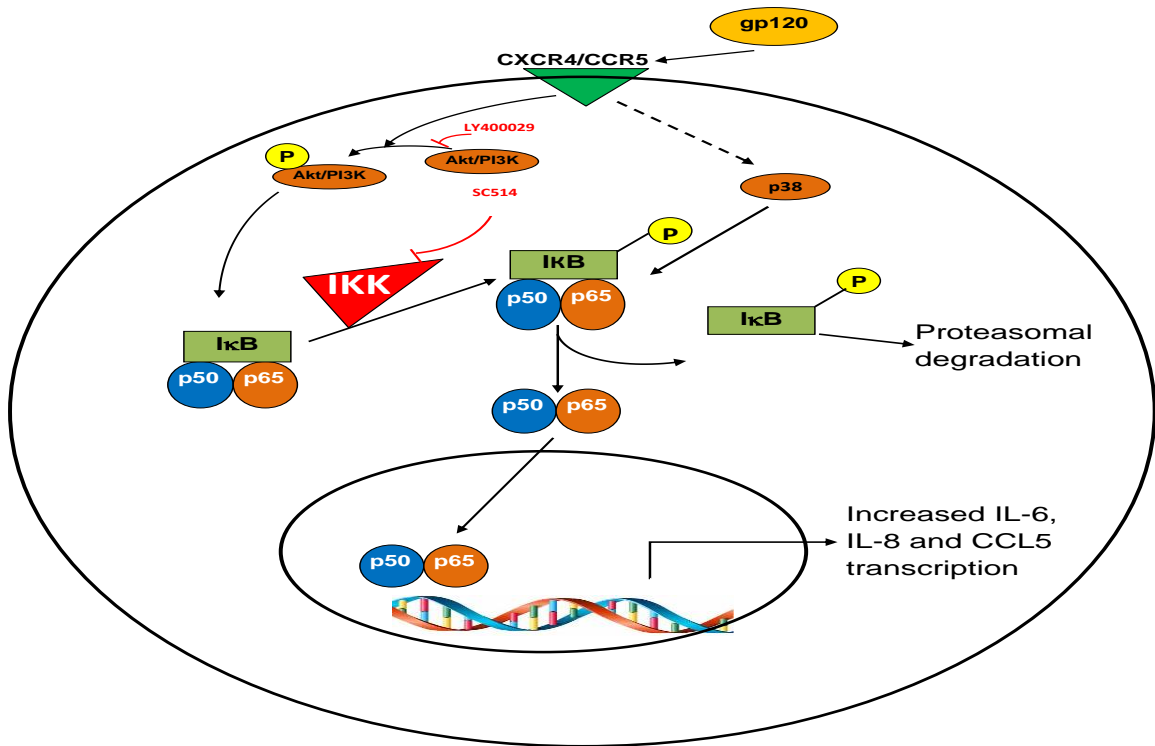 gp120
CXCR4/CCR5
LY400029
P
Akt/PI3K
Akt/PI3K
SC514
p38
P
IκB
p50
p65
IKK
P
IκB
Proteasomal
degradation
IκB
p50
p65
p50
p65
Increased IL-6,
IL-8 and CCL5
transcription
p50
p65